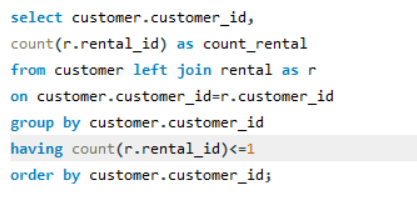 select customer.customer_id,
count(r.rental_id) as count_rental
from customer left join rental as r
on customer.customer_id=r.customer_id
group by customer.customer_id
having count(r.rental_id)<=1
order by customer.customer_id;